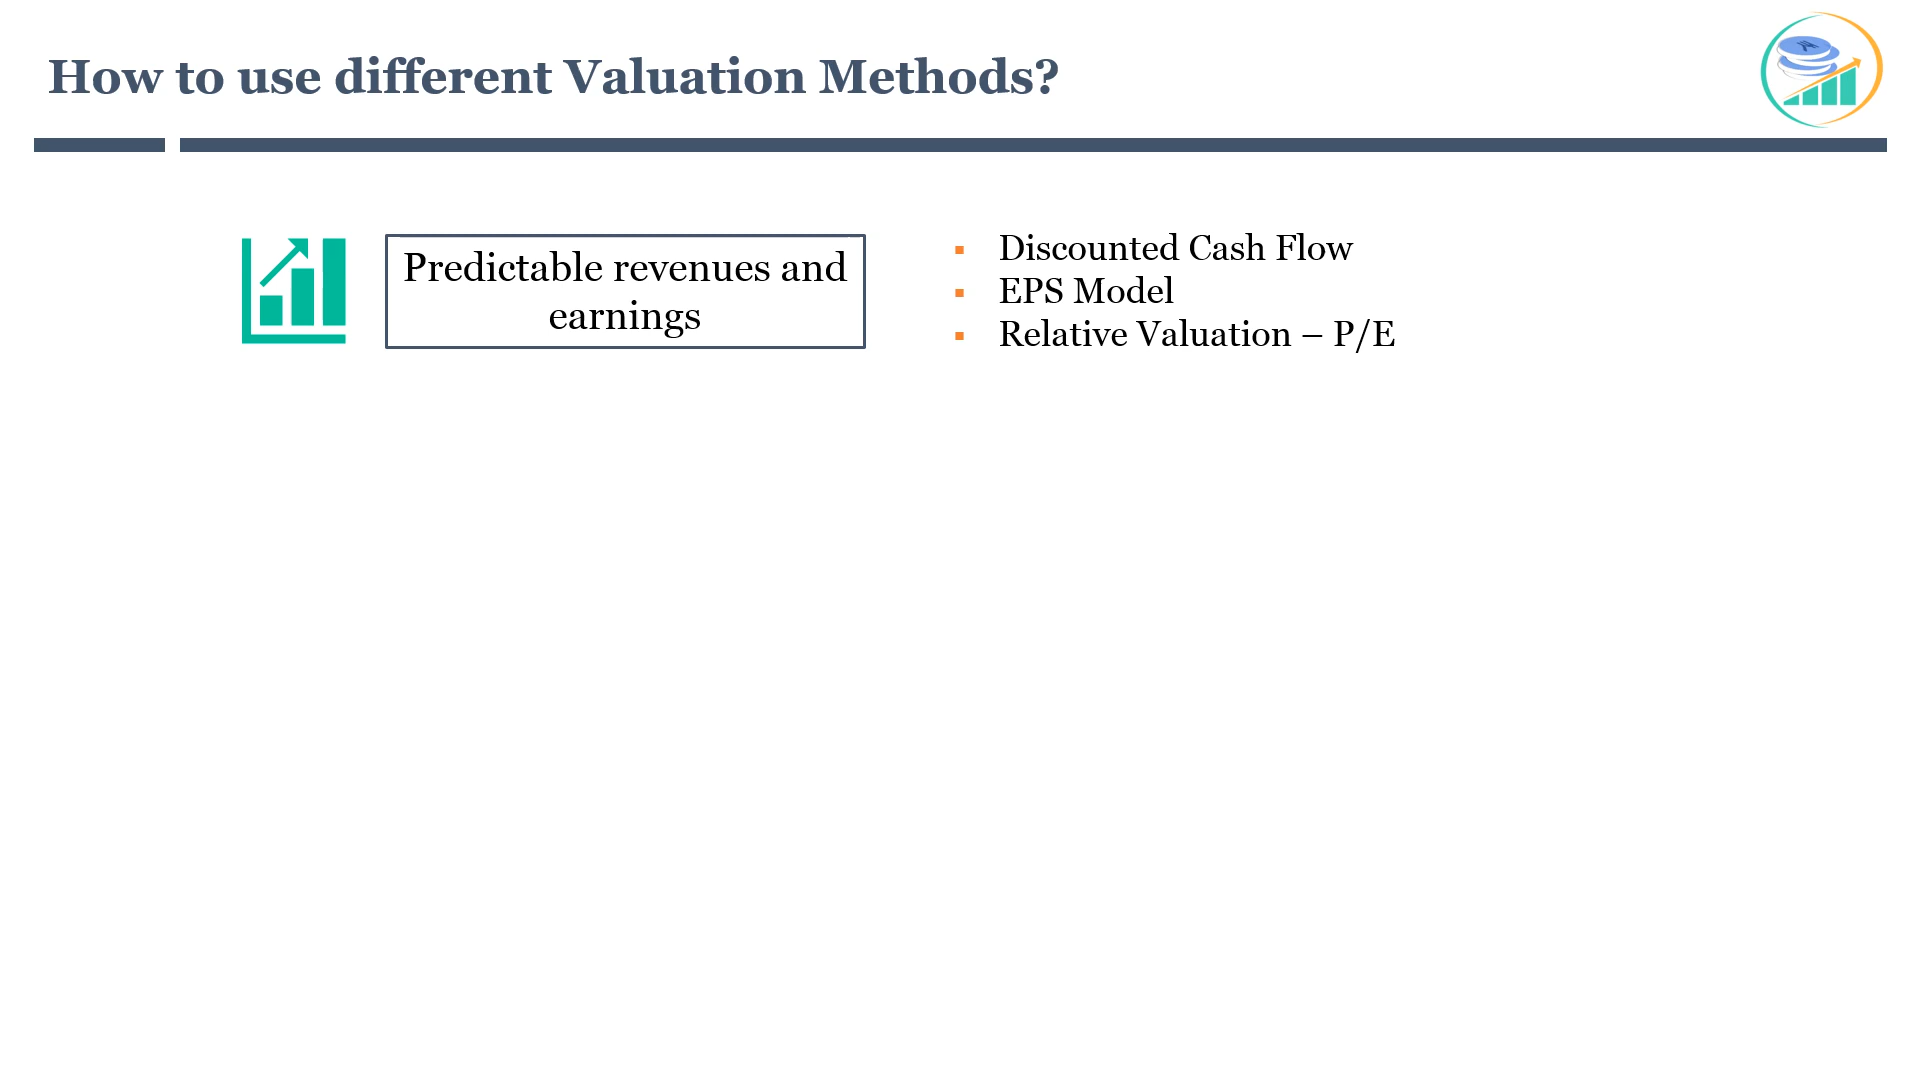 How to use different Valuation Methods?
Predictable revenues and
earnings
▪ Discounted Cash Flow
▪ EPS Model
▪ Relative Valuation – P/E